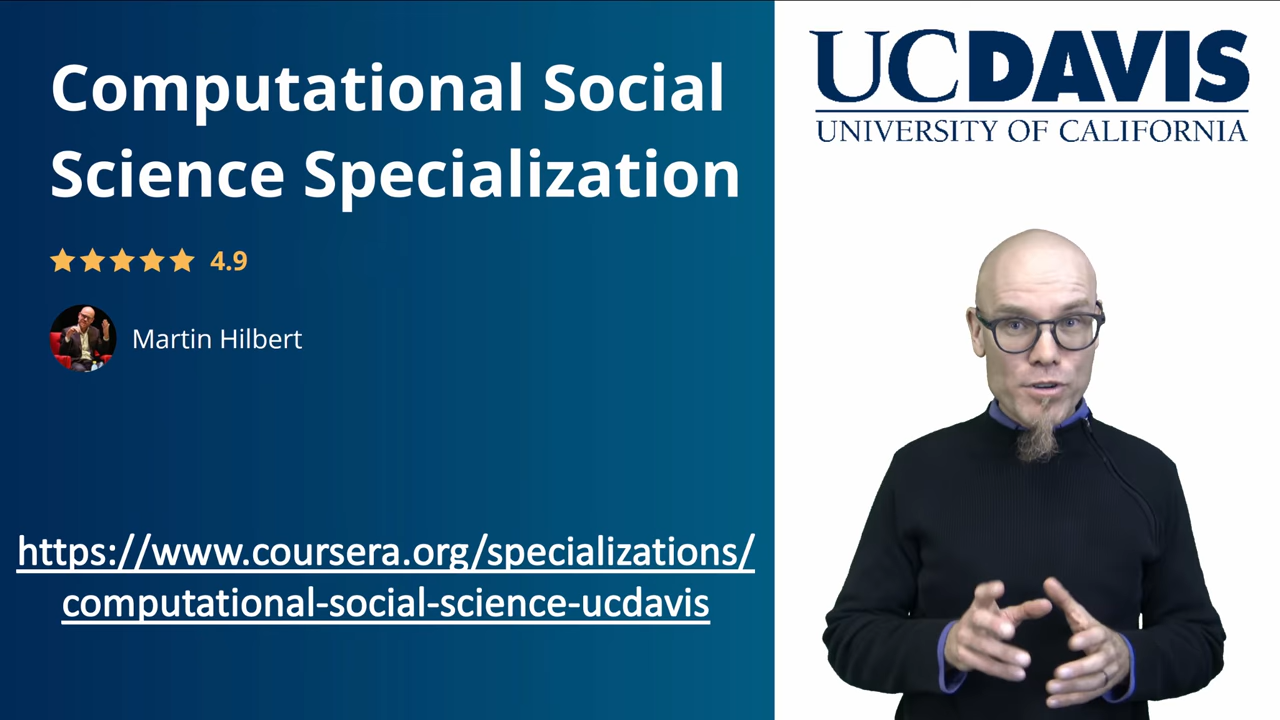 Computational Social
Science Specialization
4.9
Martin Hilbert
https://www.coursera.org/specializations/
computational-social-science-ucdavis
UCDAVIS
UNIVERSITY OF CALIFORNIA